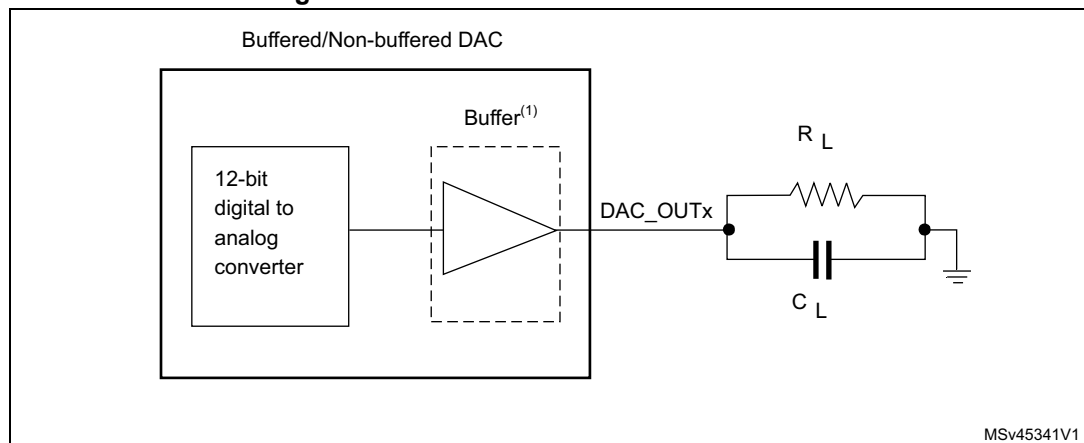 Buffered/Non-buffered DAC
Buffer(1)
12-bit
digital to
analog
converter
DAC_OUTx
R L
C L
MSv45341V1